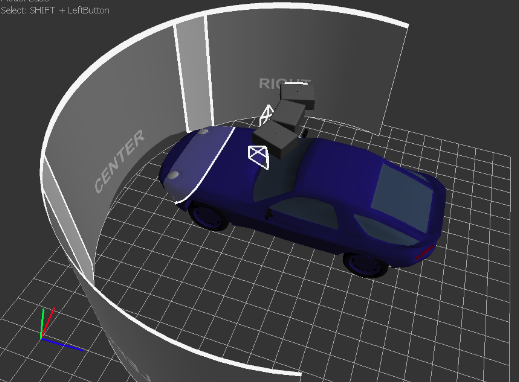 Select: SHIFT + LeftButton
RIGHT
CENTER